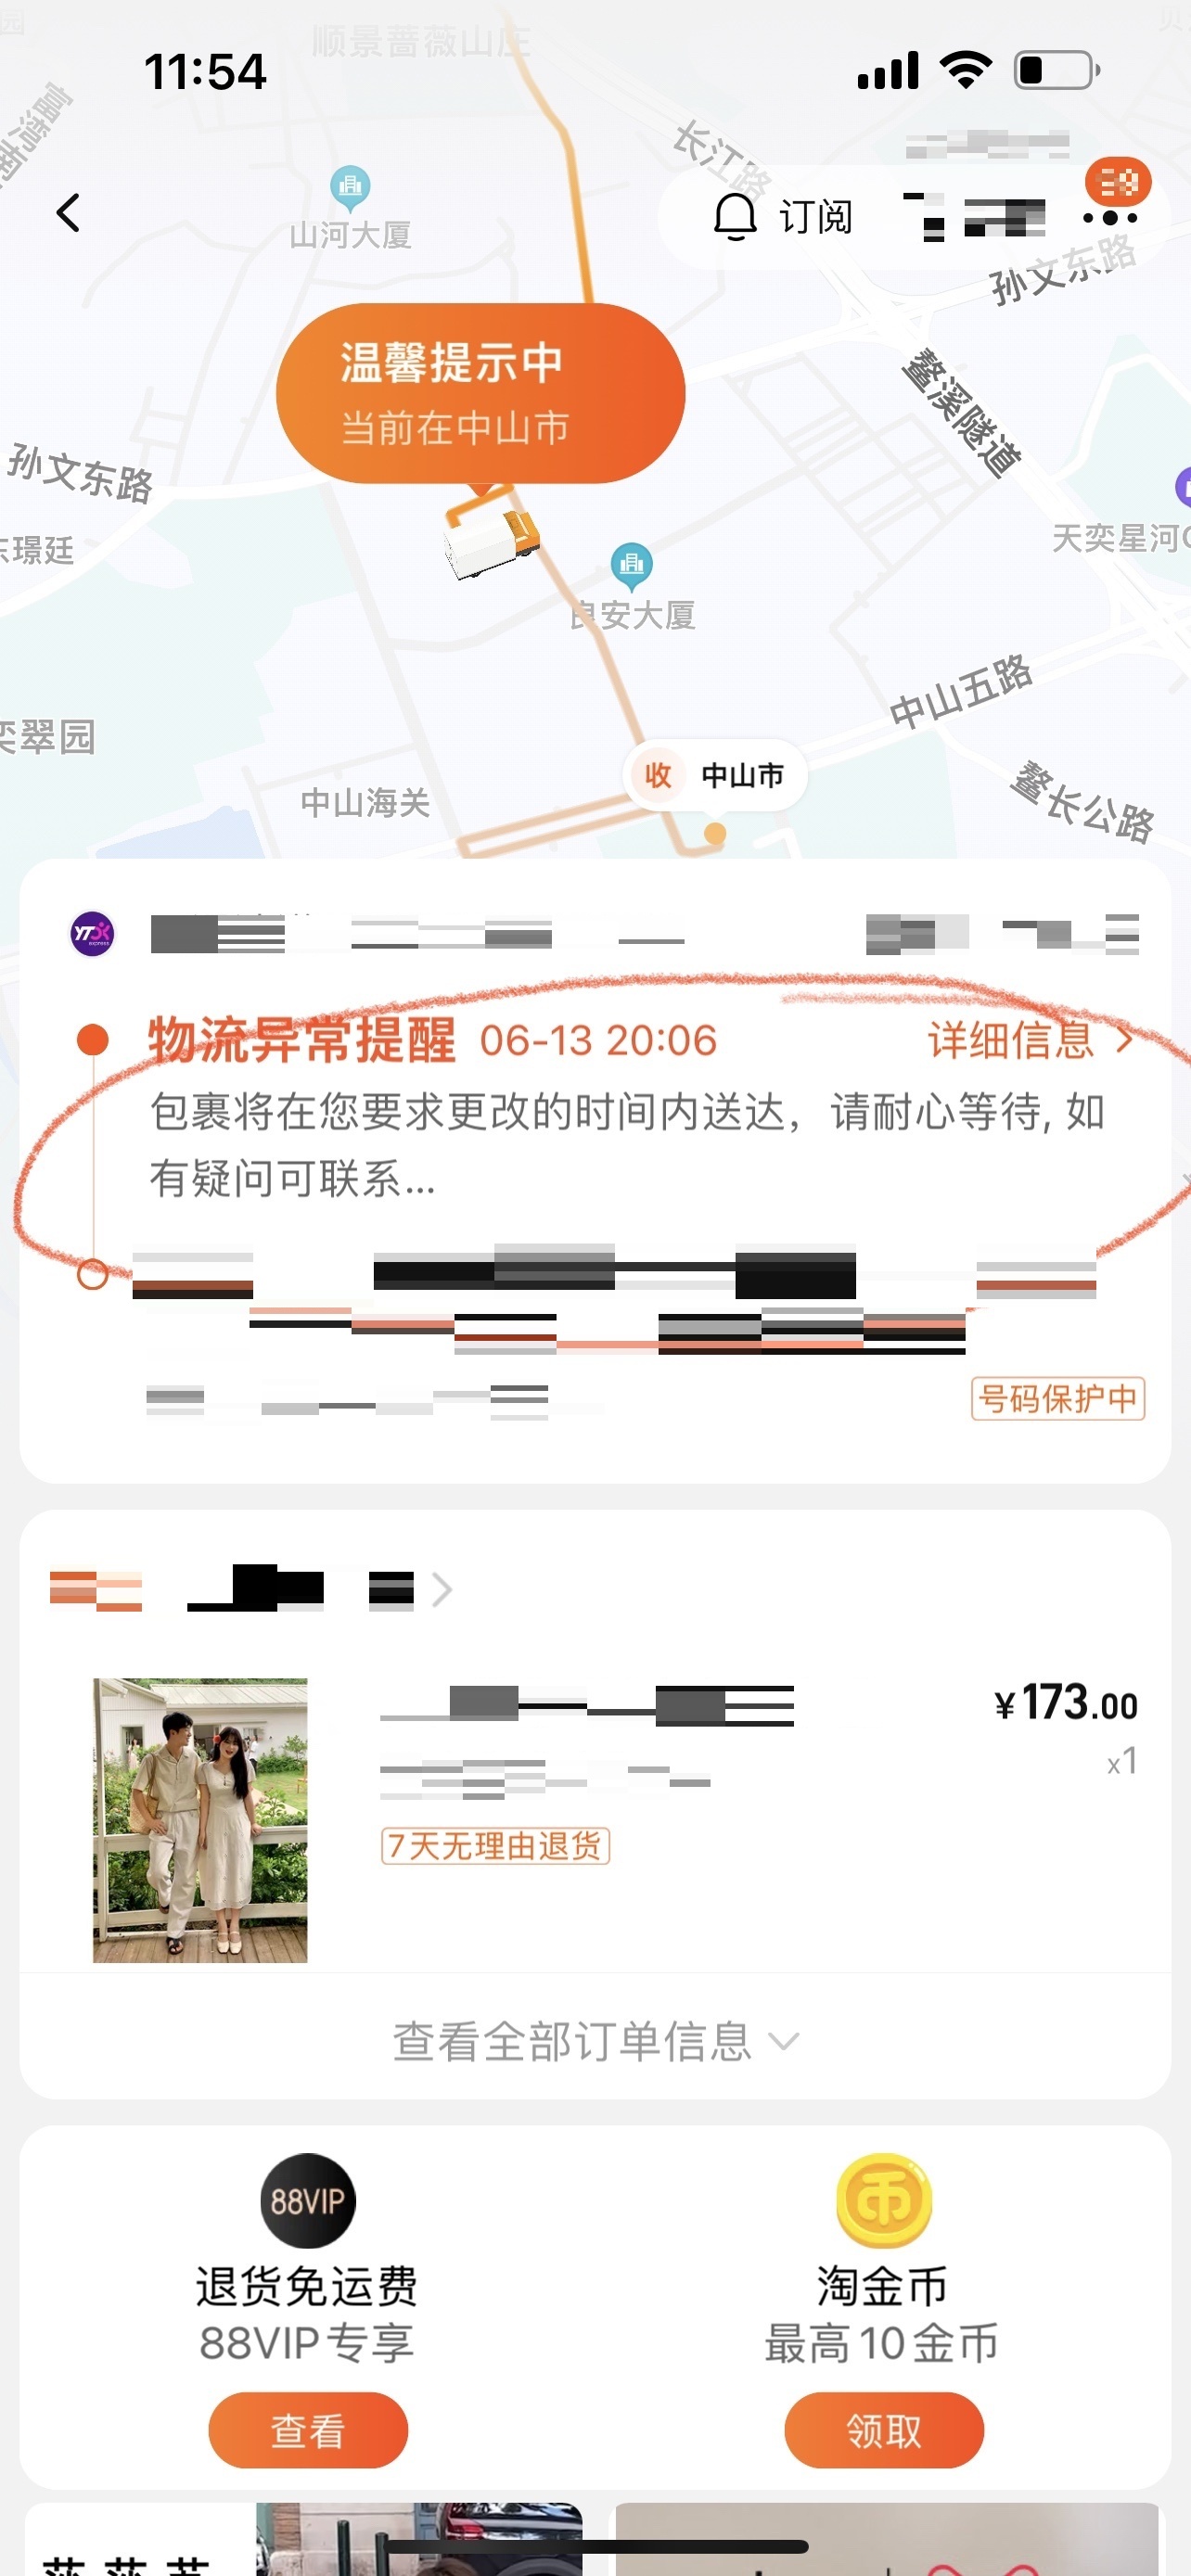 顺景蔷薇山庄
11:54
长江路
山河大厦
订阅
孙文东路
温馨提示中
当前在中山市
鳌溪隧道
孙文东路
天奕星河
东璟廷
良安大厦
中山五路
奕翠园
收 中山市
中山海关
鳌长公路
YTO
express
物流异常提醒 06-13 20:06 详细信息
包裹将在您要求更改的时间内送达，请耐心等待, 如
有疑问可联系...
号码保护中
¥173.00
x1
7天无理由退货
查看全部订单信息
88VIP
币
退货免运费
淘金币
88VIP专享
最高10金币
查看
领取